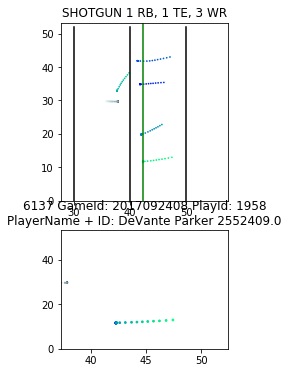 SHOTGUN 1 RB, 1 TE, 3 WR
50
40
30
20
10
0
30 40 50
6137 GameId: 2017092408 PlayId: 1958
PlayerName + ID: DeVante Parker 2552409.0
40
20
0
40 45 50